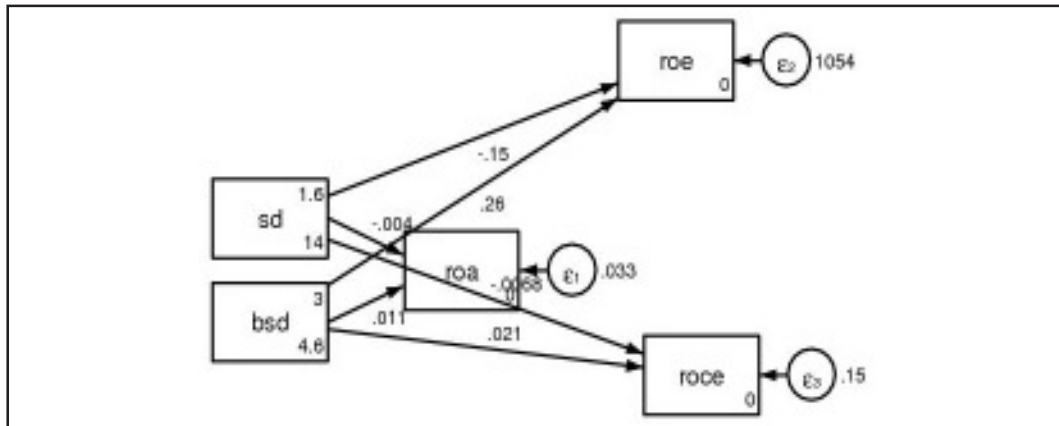 roe
0
ε2
1054
-.15
1.6
sd
14
.26
-.004
roa
0
ε1
.033
-.0068
3
bsd
4.6
.011
.021
roce
0
ε3
.15